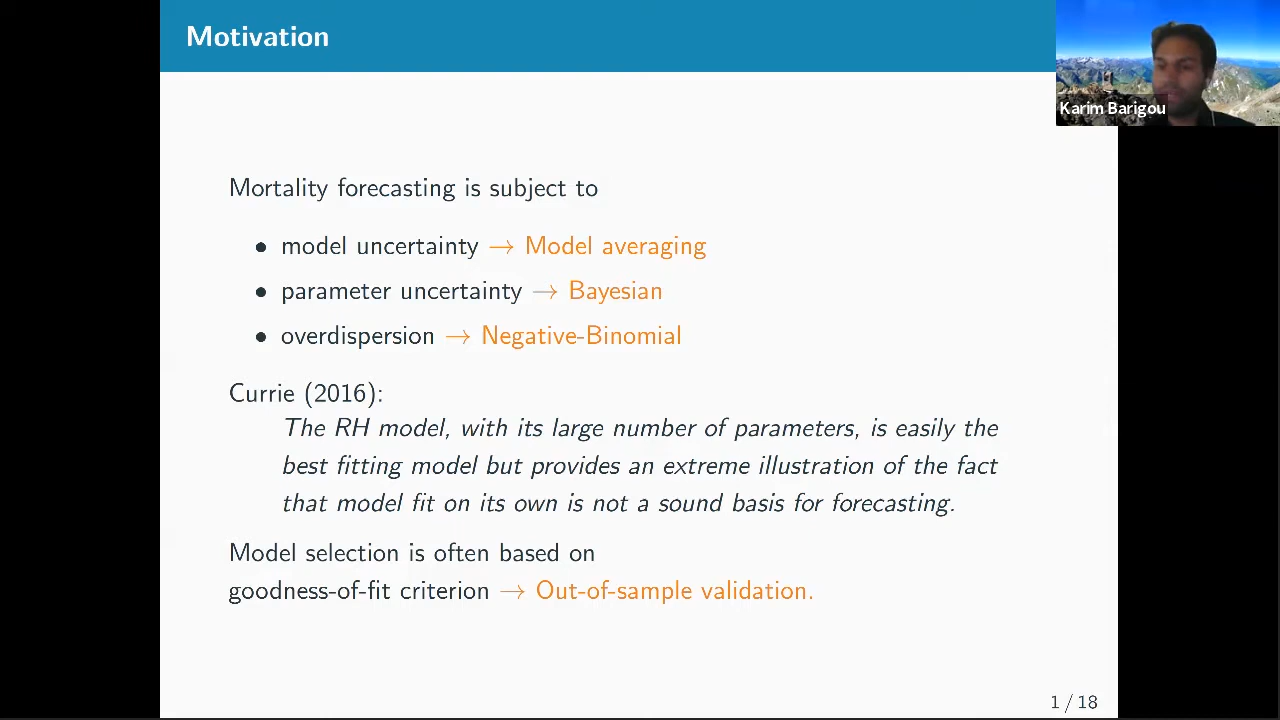 Motivation
Karim Barigou
Mortality forecasting is subject to
• model uncertainty → Model averaging
• parameter uncertainty → Bayesian
• overdispersion → Negative-Binomial
Currie (2016):
The RH model, with its large number of parameters, is easily the
best fitting model but provides an extreme illustration of the fact
that model fit on its own is not a sound basis for forecasting.
Model selection is often based on
goodness-of-fit criterion → Out-of-sample validation.
1 / 18